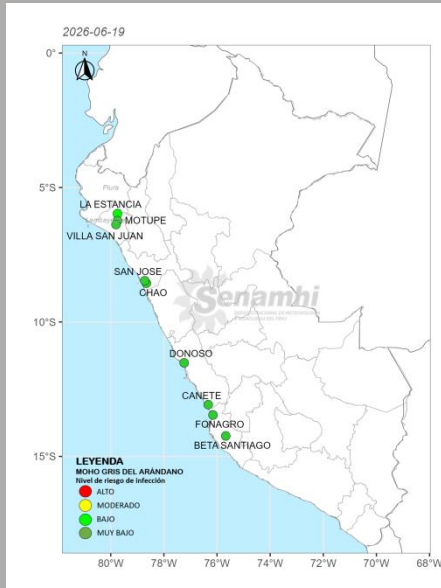 2026-06-19
N
0°
5°S
10°S
15°S
Piura
LA ESTANCIA
MOTUPE
VILLA SAN JUAN
SAN JOSE
CHAO
Senamhi
DONOSO
CANETE
FONAGRO
BETA SANTIAGO
LEYENDA
MOHO GRIS DEL ARÁNDANO
Nivel de riesgo de infección
ALTO
MODERADO
BAJO
MUY BAJO
80°W 78°W 76°W 74°W 72°W 70°W 68°W